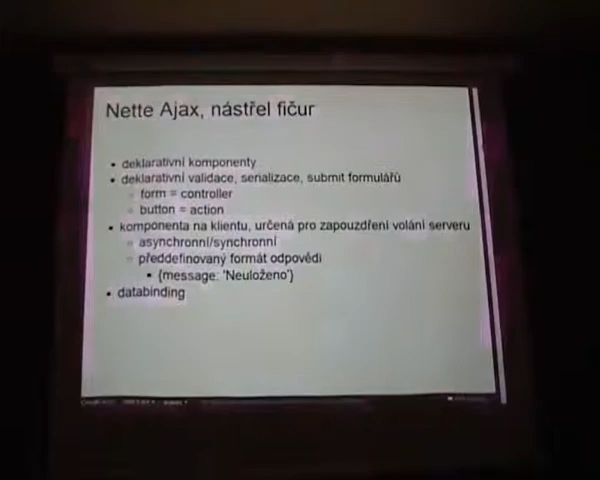 Nette Ajax, nástřel fičur
• deklarativní komponenty
• deklarativní validace, serializace, submit formulářů
▫ form = controller
▫ button = action
• komponenta na klientu, určená pro zapouzdření volání serveru
▫ asynchronní/synchronní
▫ předdefinovaný formát odpovědi
▪ {message: 'Neuloženo'}
• databinding